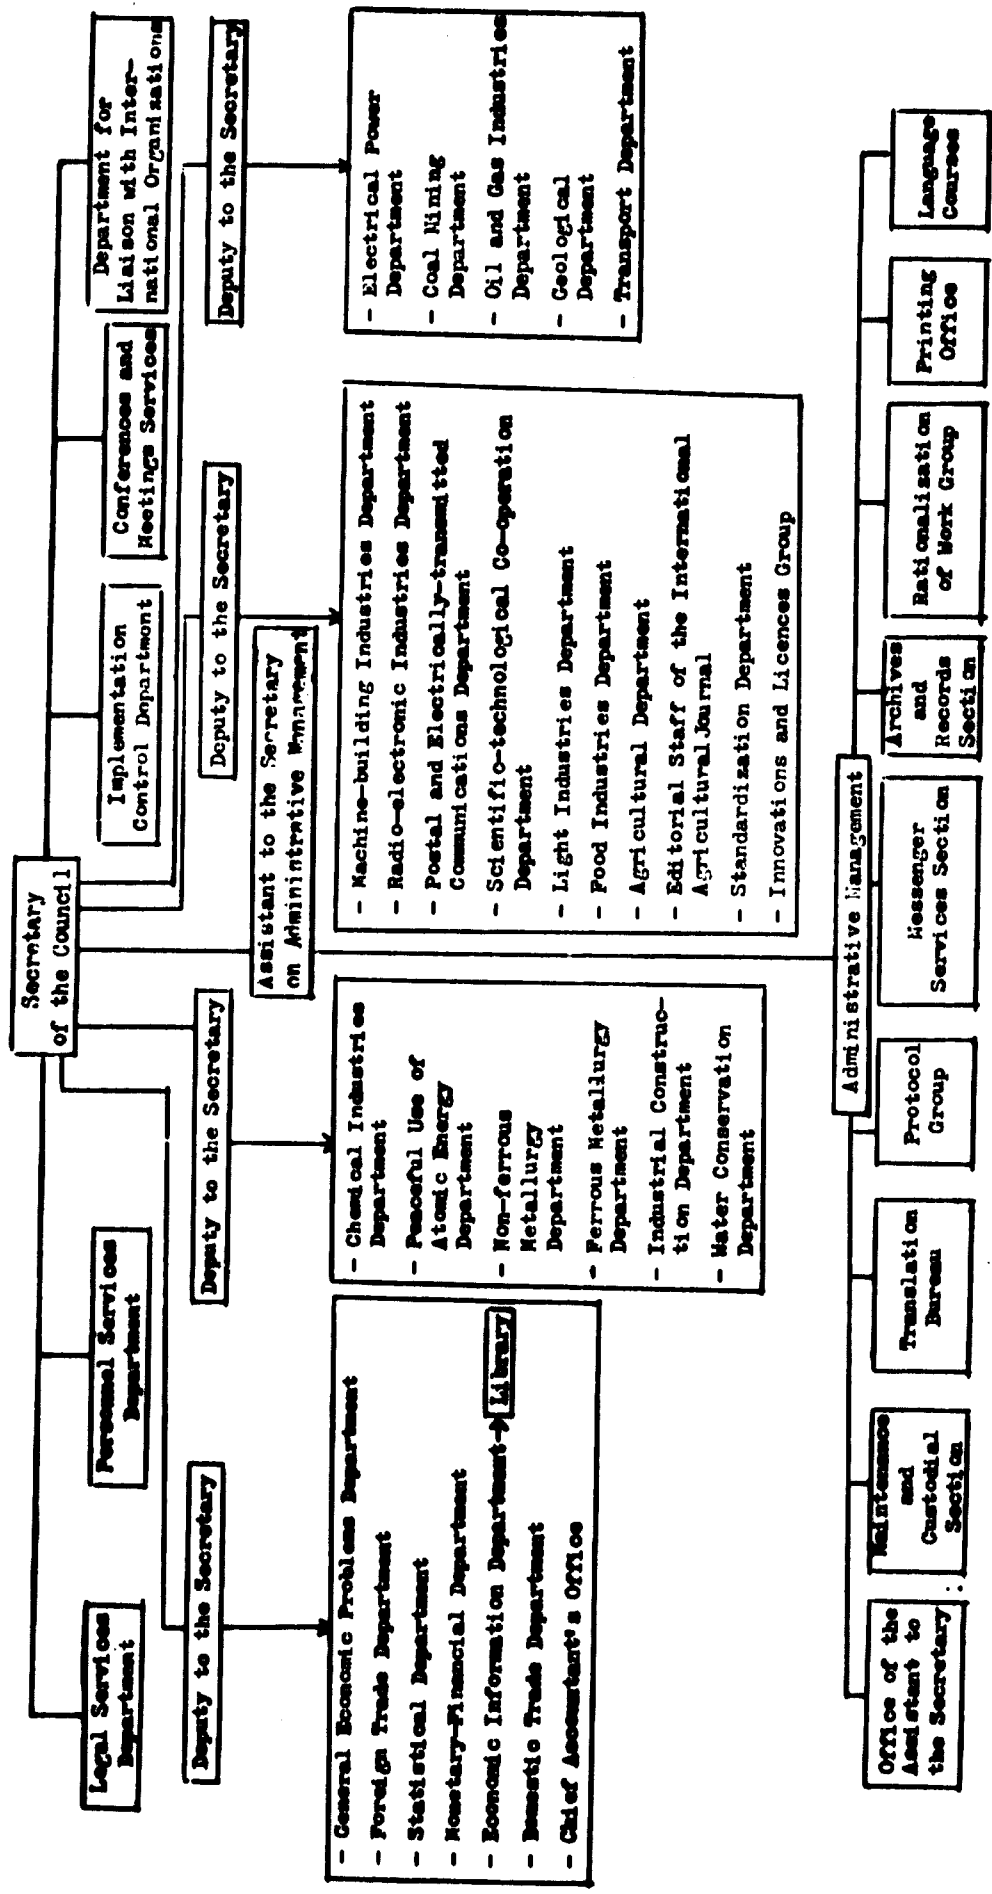 Secretary
of the Council
Legal Services
Department
Personnel Services
Department
Implementation
Control Department
Conferences and
Meetings Services
Department for
Liaison with Inter-
national Organizations
Deputy to the Secretary
Deputy to the Secretary
Assistant to the Secretary
on Administrative Management
Deputy to the Secretary
Deputy to the Secretary
- General Economic Problems Department
- Foreign Trade Department
- Statistical Department
- Monetary-Financial Department
- Economic Information Department → Library
- Domestic Trade Department
- Chief Accountant's Office
- Chemical Industries
Department
- Peaceful Use of
Atomic Energy
Department
- Non-ferrous
Metallurgy
Department
- Ferrous Metallurgy
Department
- Industrial Construc-
tion Department
- Water Conservation
Department
- Machine-building Industries Department
- Radio-electronic Industries Department
- Postal and Electrically-transmitted
Communications Department
- Scientific-technological Co-operation
Department
- Light Industries Department
- Food Industries Department
- Agricultural Department
- Editorial Staff of the International
Agricultural Journal
- Standardization Department
- Innovations and Licences Group
- Electrical Power
Department
- Coal Mining
Department
- Oil and Gas Industries
Department
- Geological
Department
- Transport Department
Administrative Management
Office of the
Assistant to
the Secretary
Maintenance
and
Custodial
Section
Translation
Bureau
Protocol
Group
Messenger
Services Section
Archives
and
Records
Section
Rationalization
of Work Group
Printing
Office
Language
Courses